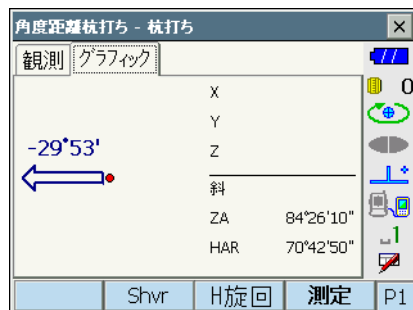 角度距離杭打ち - 杭打ち
観測 グラフィック
0
X
Y
-29°53'
Z
斜
ZA 84°26'10"
HAR 70°42'50"
1
Shvr H旋回 測定 P1